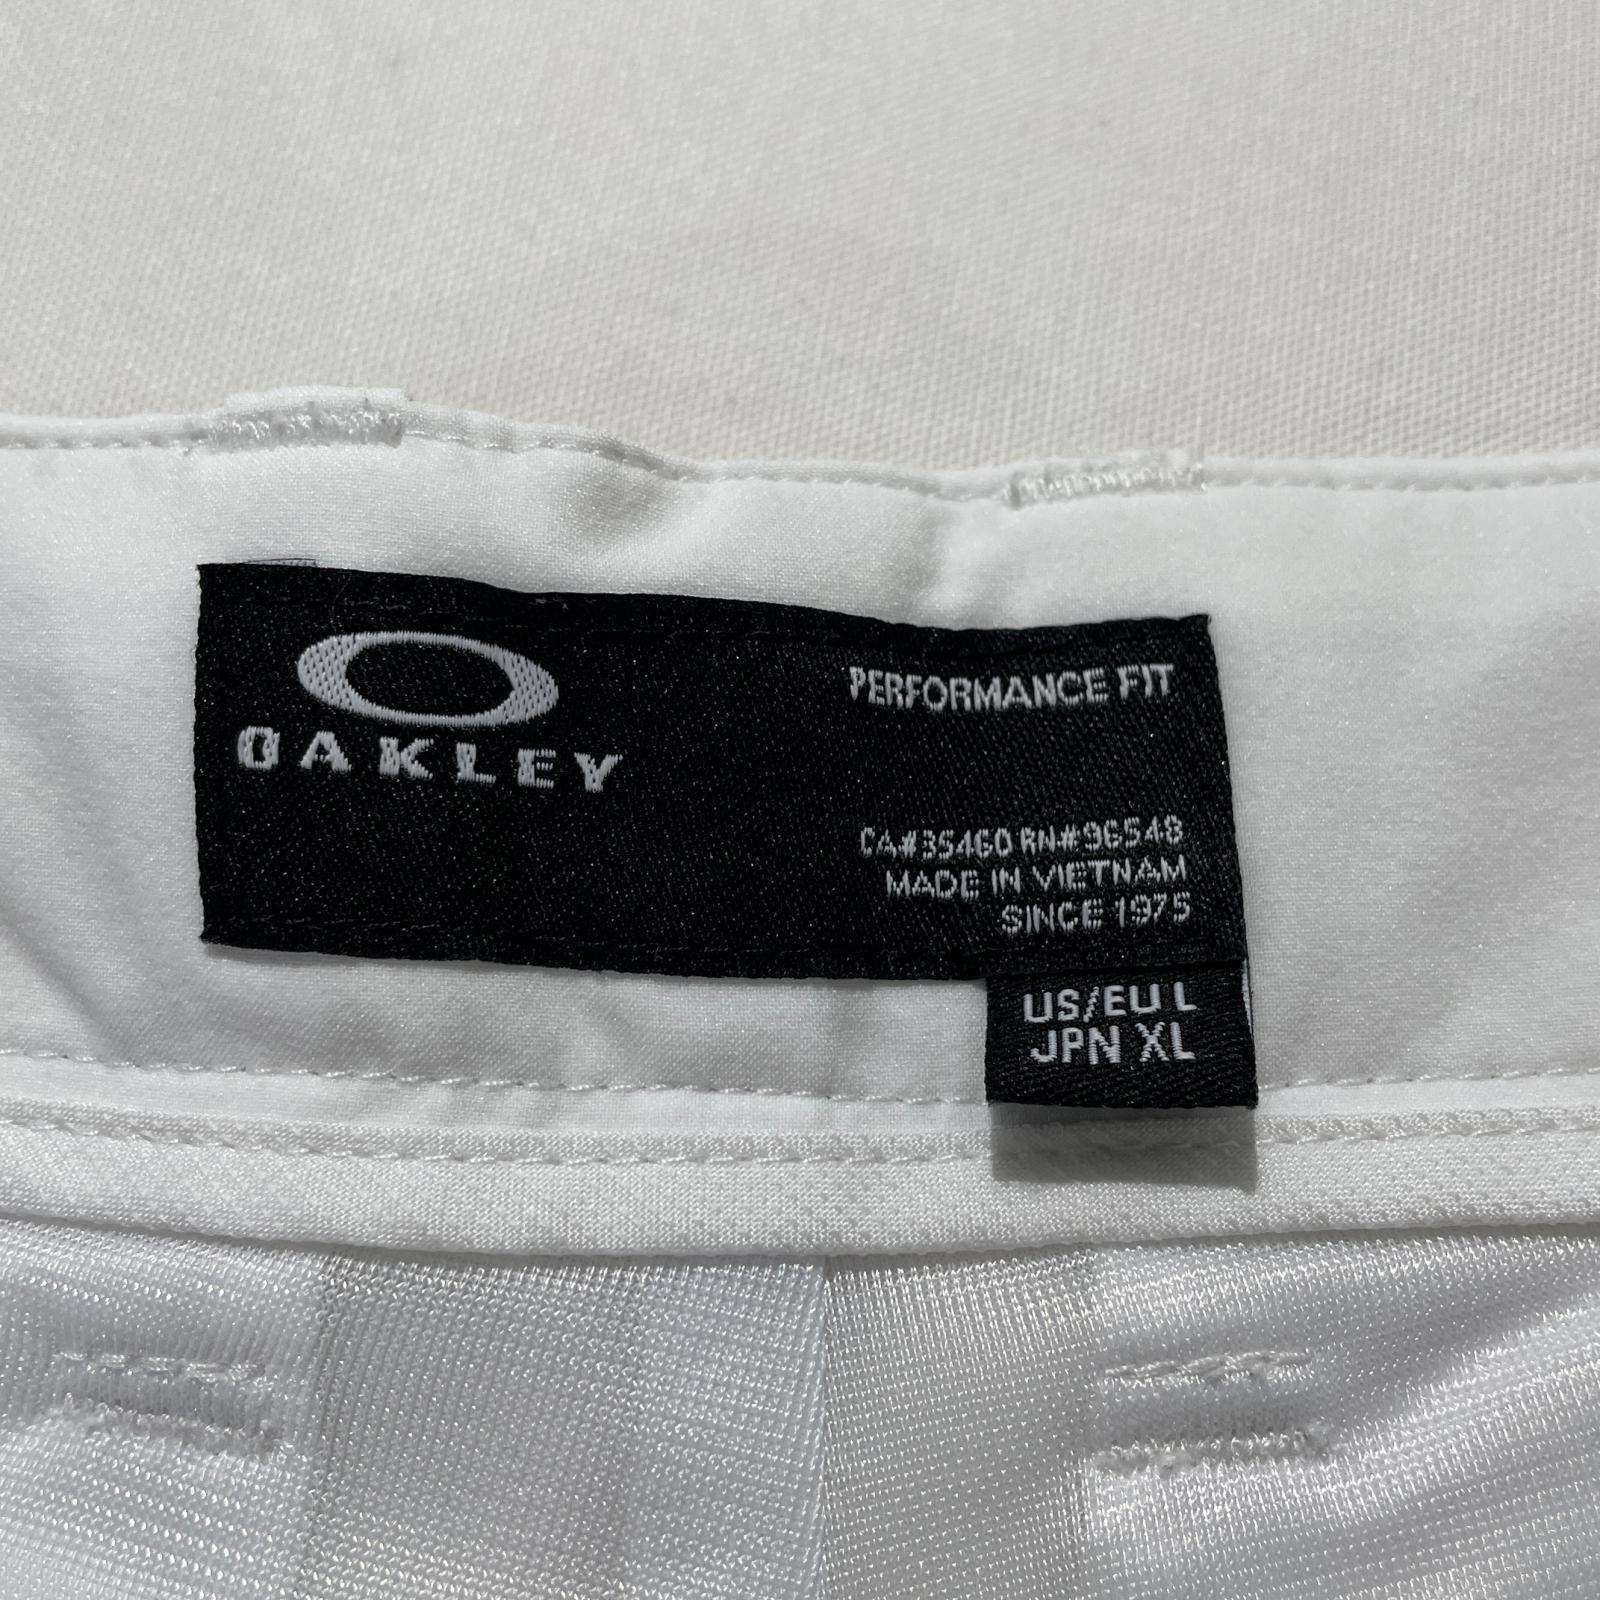 OAKLEY
PERFORMANCE FIT
CA#35460 RN#96548
MADE IN VIETNAM
SINCE 1975
US/EU L
JPN XL